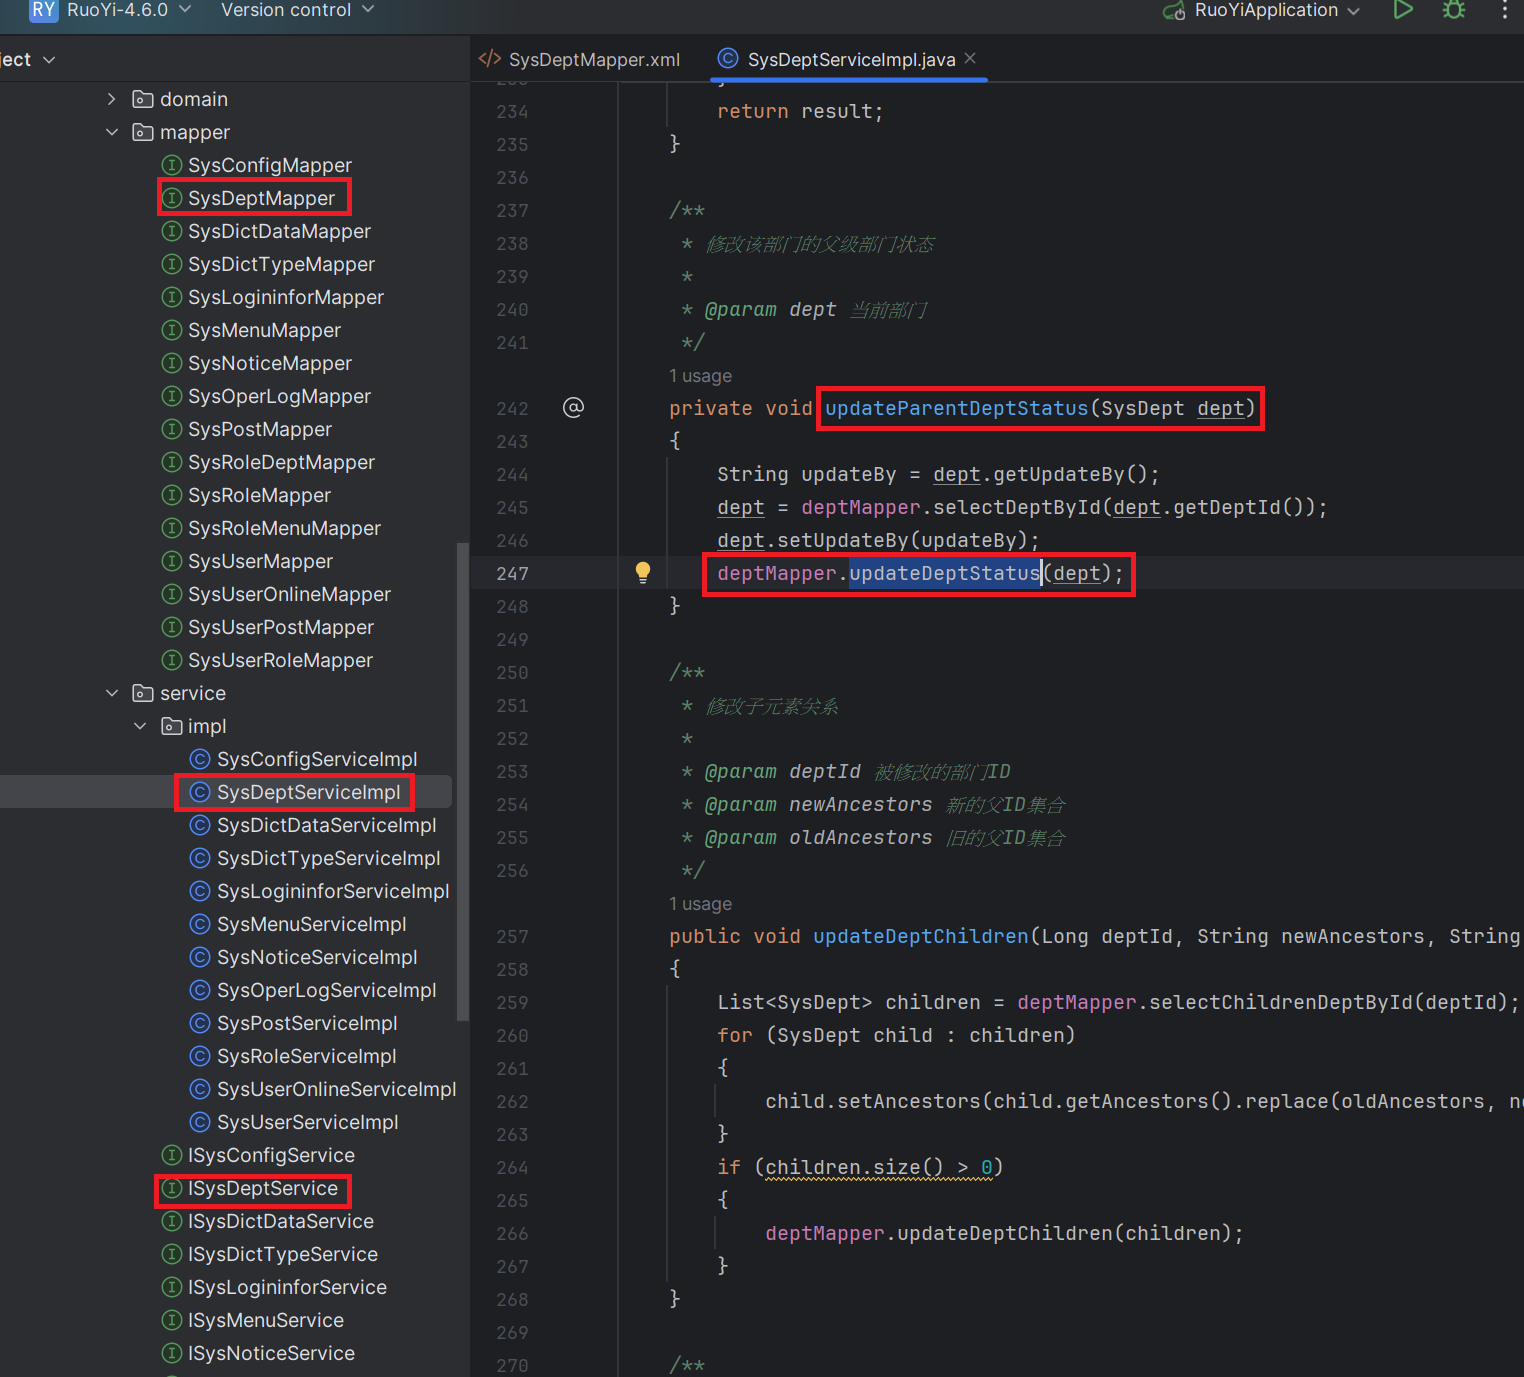 RY RuoYi-4.6.0 Version control RuoYiApplication
ject
SysDeptMapper.xml
SysDeptServiceImpl.java
domain
mapper
SysConfigMapper
SysDeptMapper
SysDictDataMapper
SysDictTypeMapper
SysLogininforMapper
SysMenuMapper
SysNoticeMapper
SysOperLogMapper
SysPostMapper
SysRoleDeptMapper
SysRoleMapper
SysRoleMenuMapper
SysUserMapper
SysUserOnlineMapper
SysUserPostMapper
SysUserRoleMapper
service
impl
SysConfigServiceImpl
SysDeptServiceImpl
SysDictDataServiceImpl
SysDictTypeServiceImpl
SysLogininforServiceImpl
SysMenuServiceImpl
SysNoticeServiceImpl
SysOperLogServiceImpl
SysPostServiceImpl
SysRoleServiceImpl
SysUserOnlineServiceImpl
SysUserServiceImpl
ISysConfigService
ISysDeptService
ISysDictDataService
ISysDictTypeService
ISysLogininforService
ISysMenuService
ISysNoticeService
234 return result;
235 }
236
237 /**
238 * 修改该部门的父级部门状态
239 *
240 * @param dept 当前部门
241 */
1 usage
242 private void updateParentDeptStatus(SysDept dept)
243 {
244 String updateBy = dept.getUpdateBy();
245 dept = deptMapper.selectDeptById(dept.getDeptId());
246 dept.setUpdateBy(updateBy);
247 deptMapper.updateDeptStatus(dept);
248 }
249
250 /**
251 * 修改子元素关系
252 *
253 * @param deptId 被修改的部门ID
254 * @param newAncestors 新的父ID集合
255 * @param oldAncestors 旧的父ID集合
256 */
1 usage
257 public void updateDeptChildren(Long deptId, String newAncestors, String
258 {
259 List<SysDept> children = deptMapper.selectChildrenDeptById(deptId);
260 for (SysDept child : children)
261 {
262 child.setAncestors(child.getAncestors().replace(oldAncestors, ne
263 }
264 if (children.size() > 0)
265 {
266 deptMapper.updateDeptChildren(children);
267 }
268 }
269
270 /**